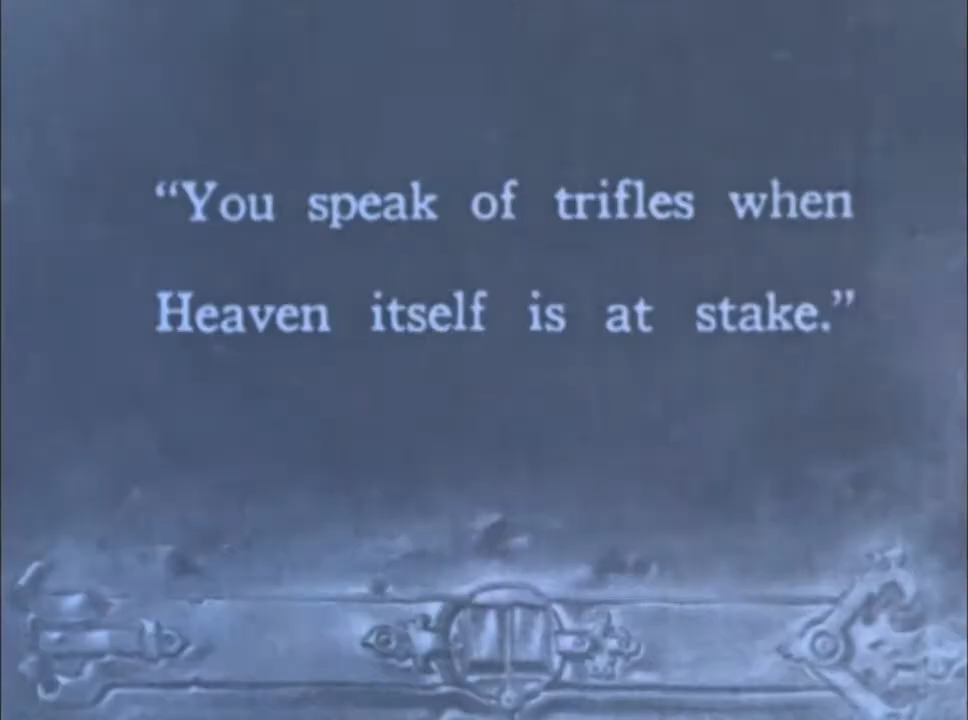 “You speak of trifles when
Heaven itself is at stake.”